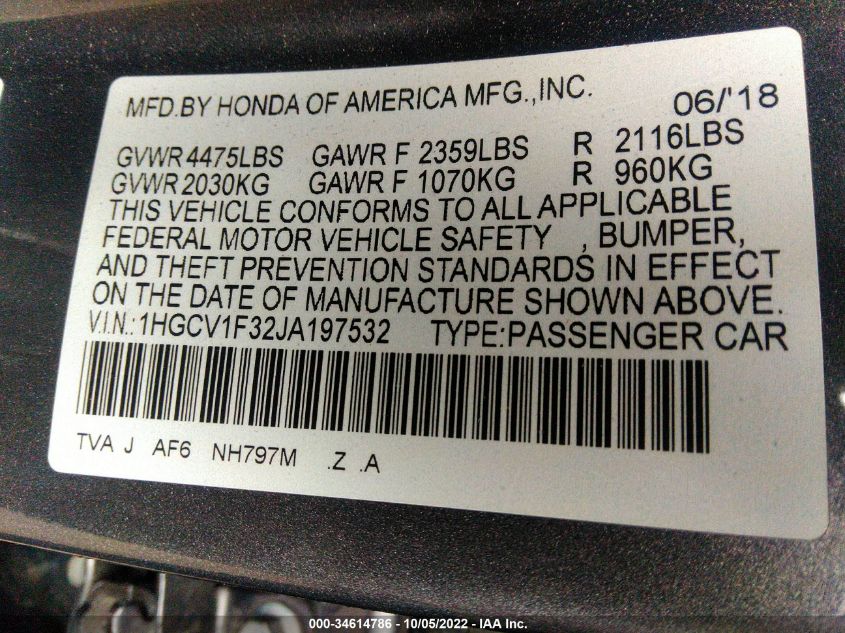 MFD.BY HONDA OF AMERICA MFG.,INC. 06/'18
GVWR 4475LBS GAWR F 2359LBS R 2116LBS
GVWR 2030KG GAWR F 1070KG R 960KG
THIS VEHICLE CONFORMS TO ALL APPLICABLE
FEDERAL MOTOR VEHICLE SAFETY , BUMPER,
AND THEFT PREVENTION STANDARDS IN EFFECT
ON THE DATE OF MANUFACTURE SHOWN ABOVE.
V.I.N.:1HGCV1F32JA197532 TYPE:PASSENGER CAR
TVA J AF6 NH797M .Z .A
000-34614786 - 10/05/2022 - IAA Inc.